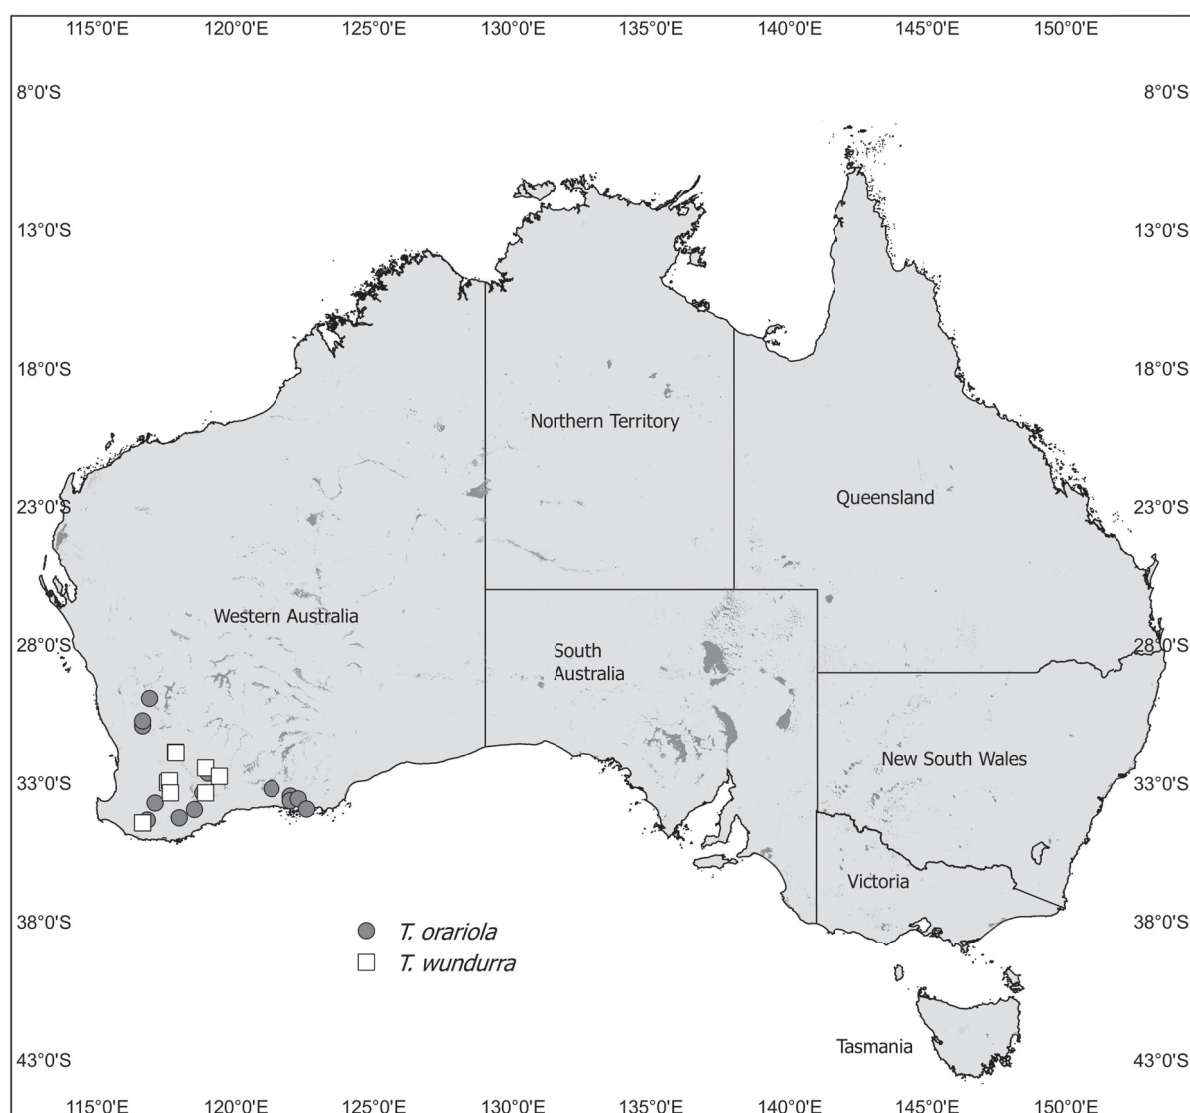 115°0'E 120°0'E 125°0'E 130°0'E 135°0'E 140°0'E 145°0'E 150°0'E
8°0'S 8°0'S
13°0'S 13°0'S
18°0'S 18°0'S
Northern Territory
Queensland
23°0'S 23°0'S
Western Australia
28°0'S 28°0'S
South
Australia
New South Wales
33°0'S 33°0'S
Victoria
38°0'S 38°0'S
T. orariola
T. wundurra
Tasmania
43°0'S 43°0'S
115°0'E 120°0'E 125°0'E 130°0'E 135°0'E 140°0'E 145°0'E 150°0'E